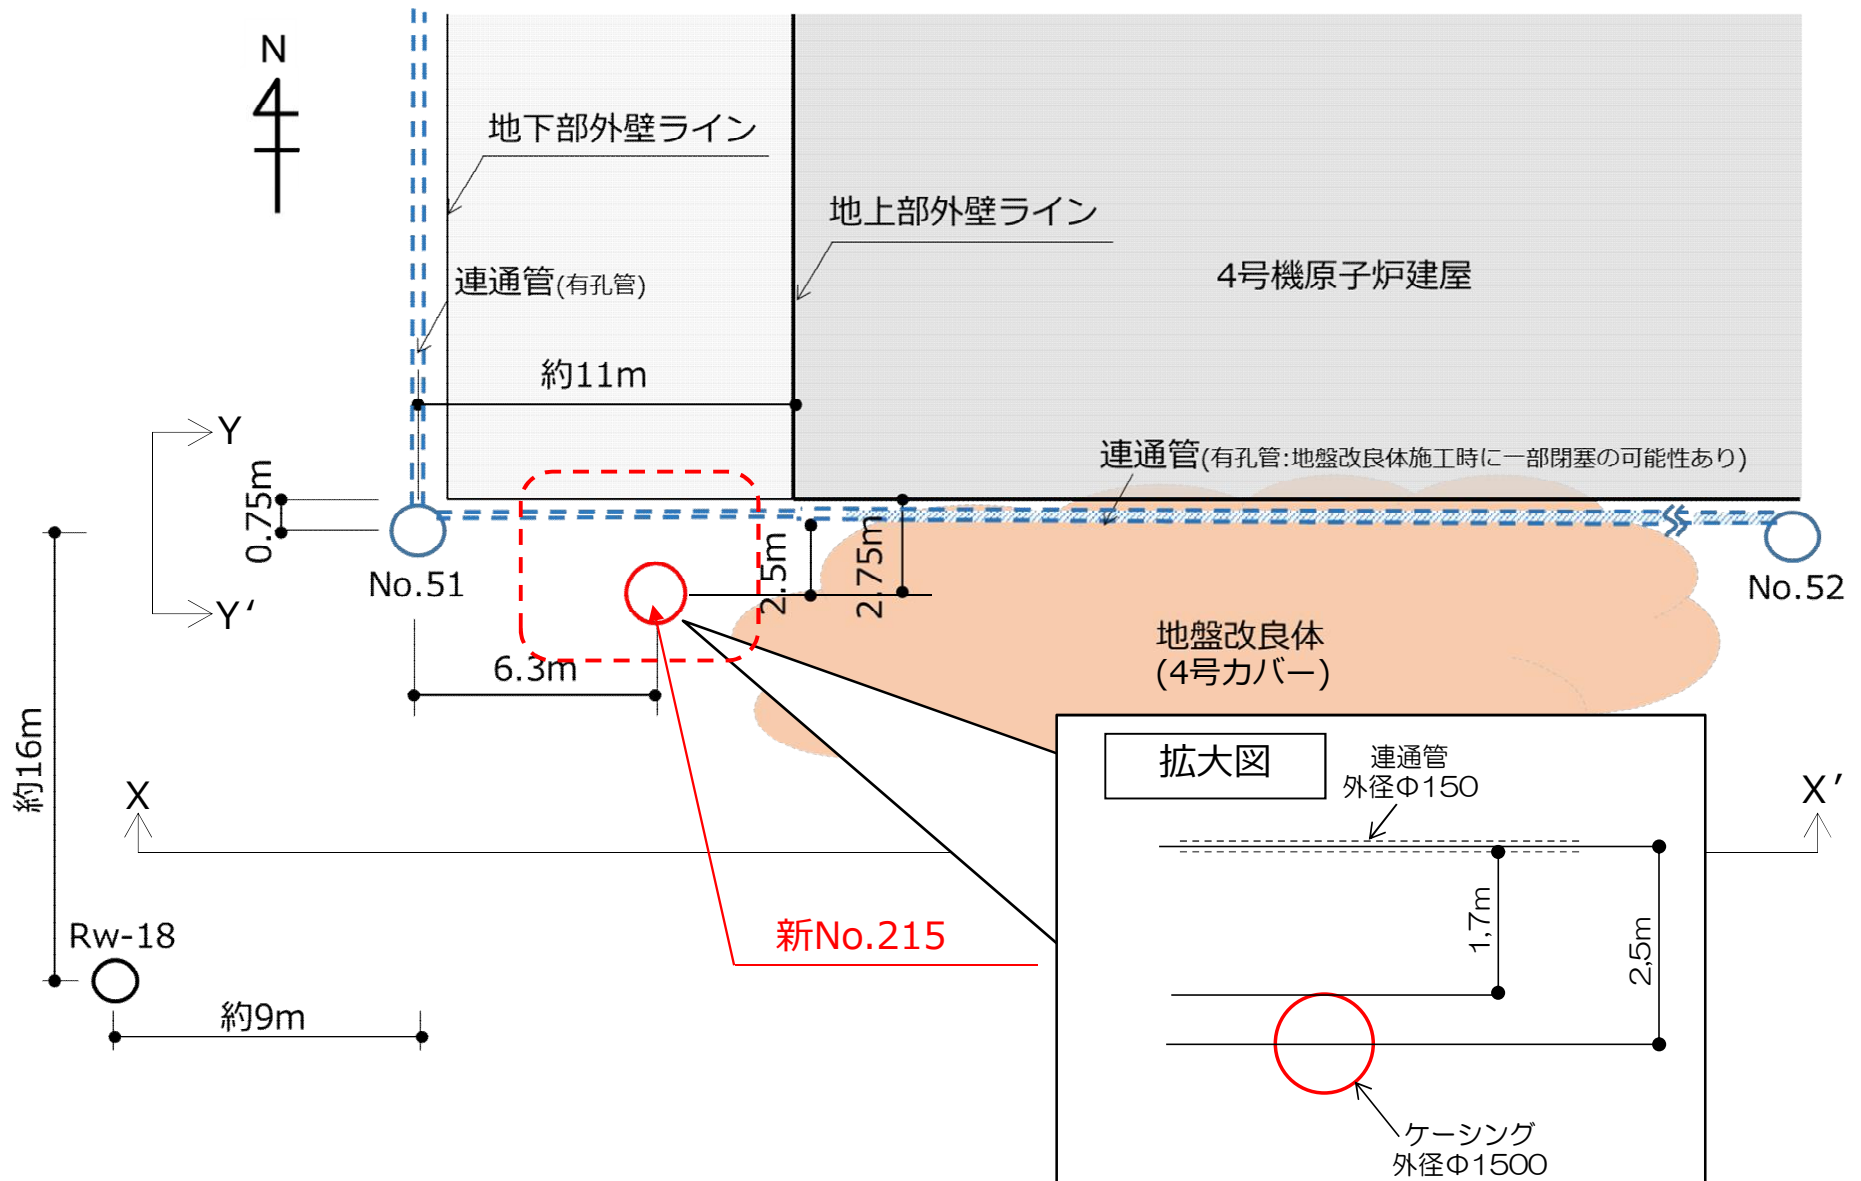 N
地下部外壁ライン
地上部外壁ライン
4号機原子炉建屋
連通管(有孔管)
約11m
Y
連通管(有孔管:地盤改良体施工時に一部閉塞の可能性あり)
0.75m
No.51
2.5m
2.75m
No.52
Y‘
地盤改良体
(4号カバー)
6.3m
約16m
X
X’
拡大図
連通管
外径Φ150
1,7m
2,5m
新No.215
Rw-18
約9m
ケーシング
外径Φ1500